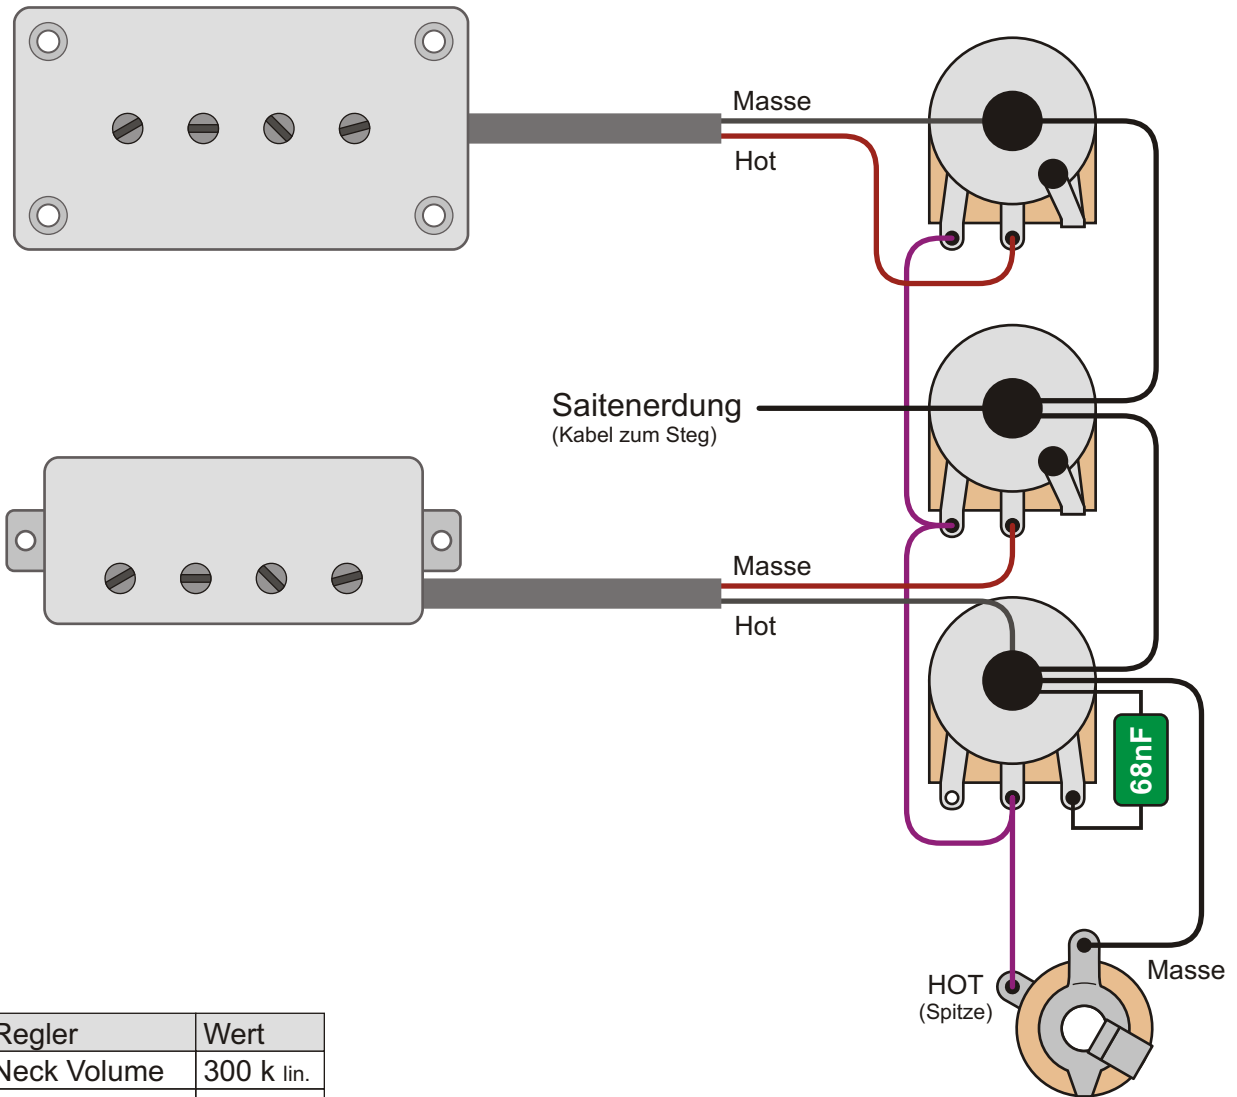 Masse
Hot
Saitenerdung
(Kabel zum Steg)
Masse
Hot
68nF
HOT
(Spitze)
Masse
Regler Wert
Neck Volume 300 k lin.